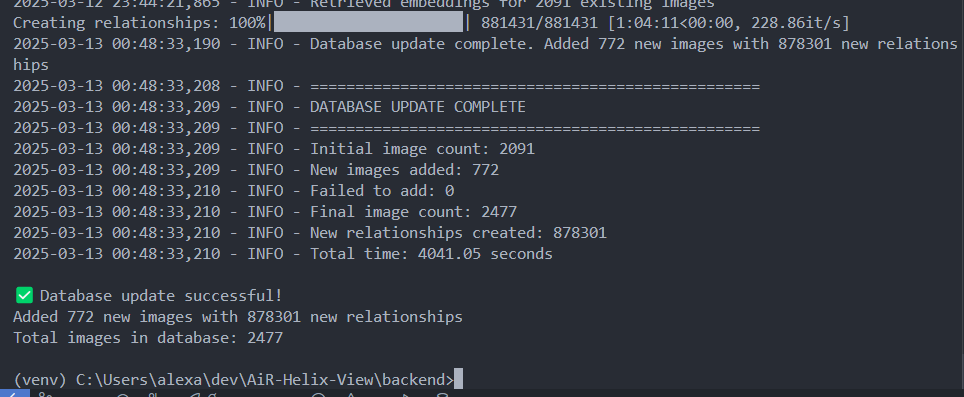 2025-03-12 23:44:21,865 - INFO - Retrieved embeddings for 2091 existing images
Creating relationships: 100%|
| 881431/881431 [1:04:11<00:00, 228.86it/s]
2025-03-13 00:48:33,190 - INFO - Database update complete. Added 772 new images with 878301 new relations
hips
2025-03-13 00:48:33,208 - INFO - ==================================================
2025-03-13 00:48:33,209 - INFO - DATABASE UPDATE COMPLETE
2025-03-13 00:48:33,209 - INFO - ==================================================
2025-03-13 00:48:33,209 - INFO - Initial image count: 2091
2025-03-13 00:48:33,209 - INFO - New images added: 772
2025-03-13 00:48:33,210 - INFO - Failed to add: 0
2025-03-13 00:48:33,210 - INFO - Final image count: 2477
2025-03-13 00:48:33,210 - INFO - New relationships created: 878301
2025-03-13 00:48:33,210 - INFO - Total time: 4041.05 seconds
✅ Database update successful!
Added 772 new images with 878301 new relationships
Total images in database: 2477
(venv) C:\Users\alexa\dev\AiR-Helix-View\backend>